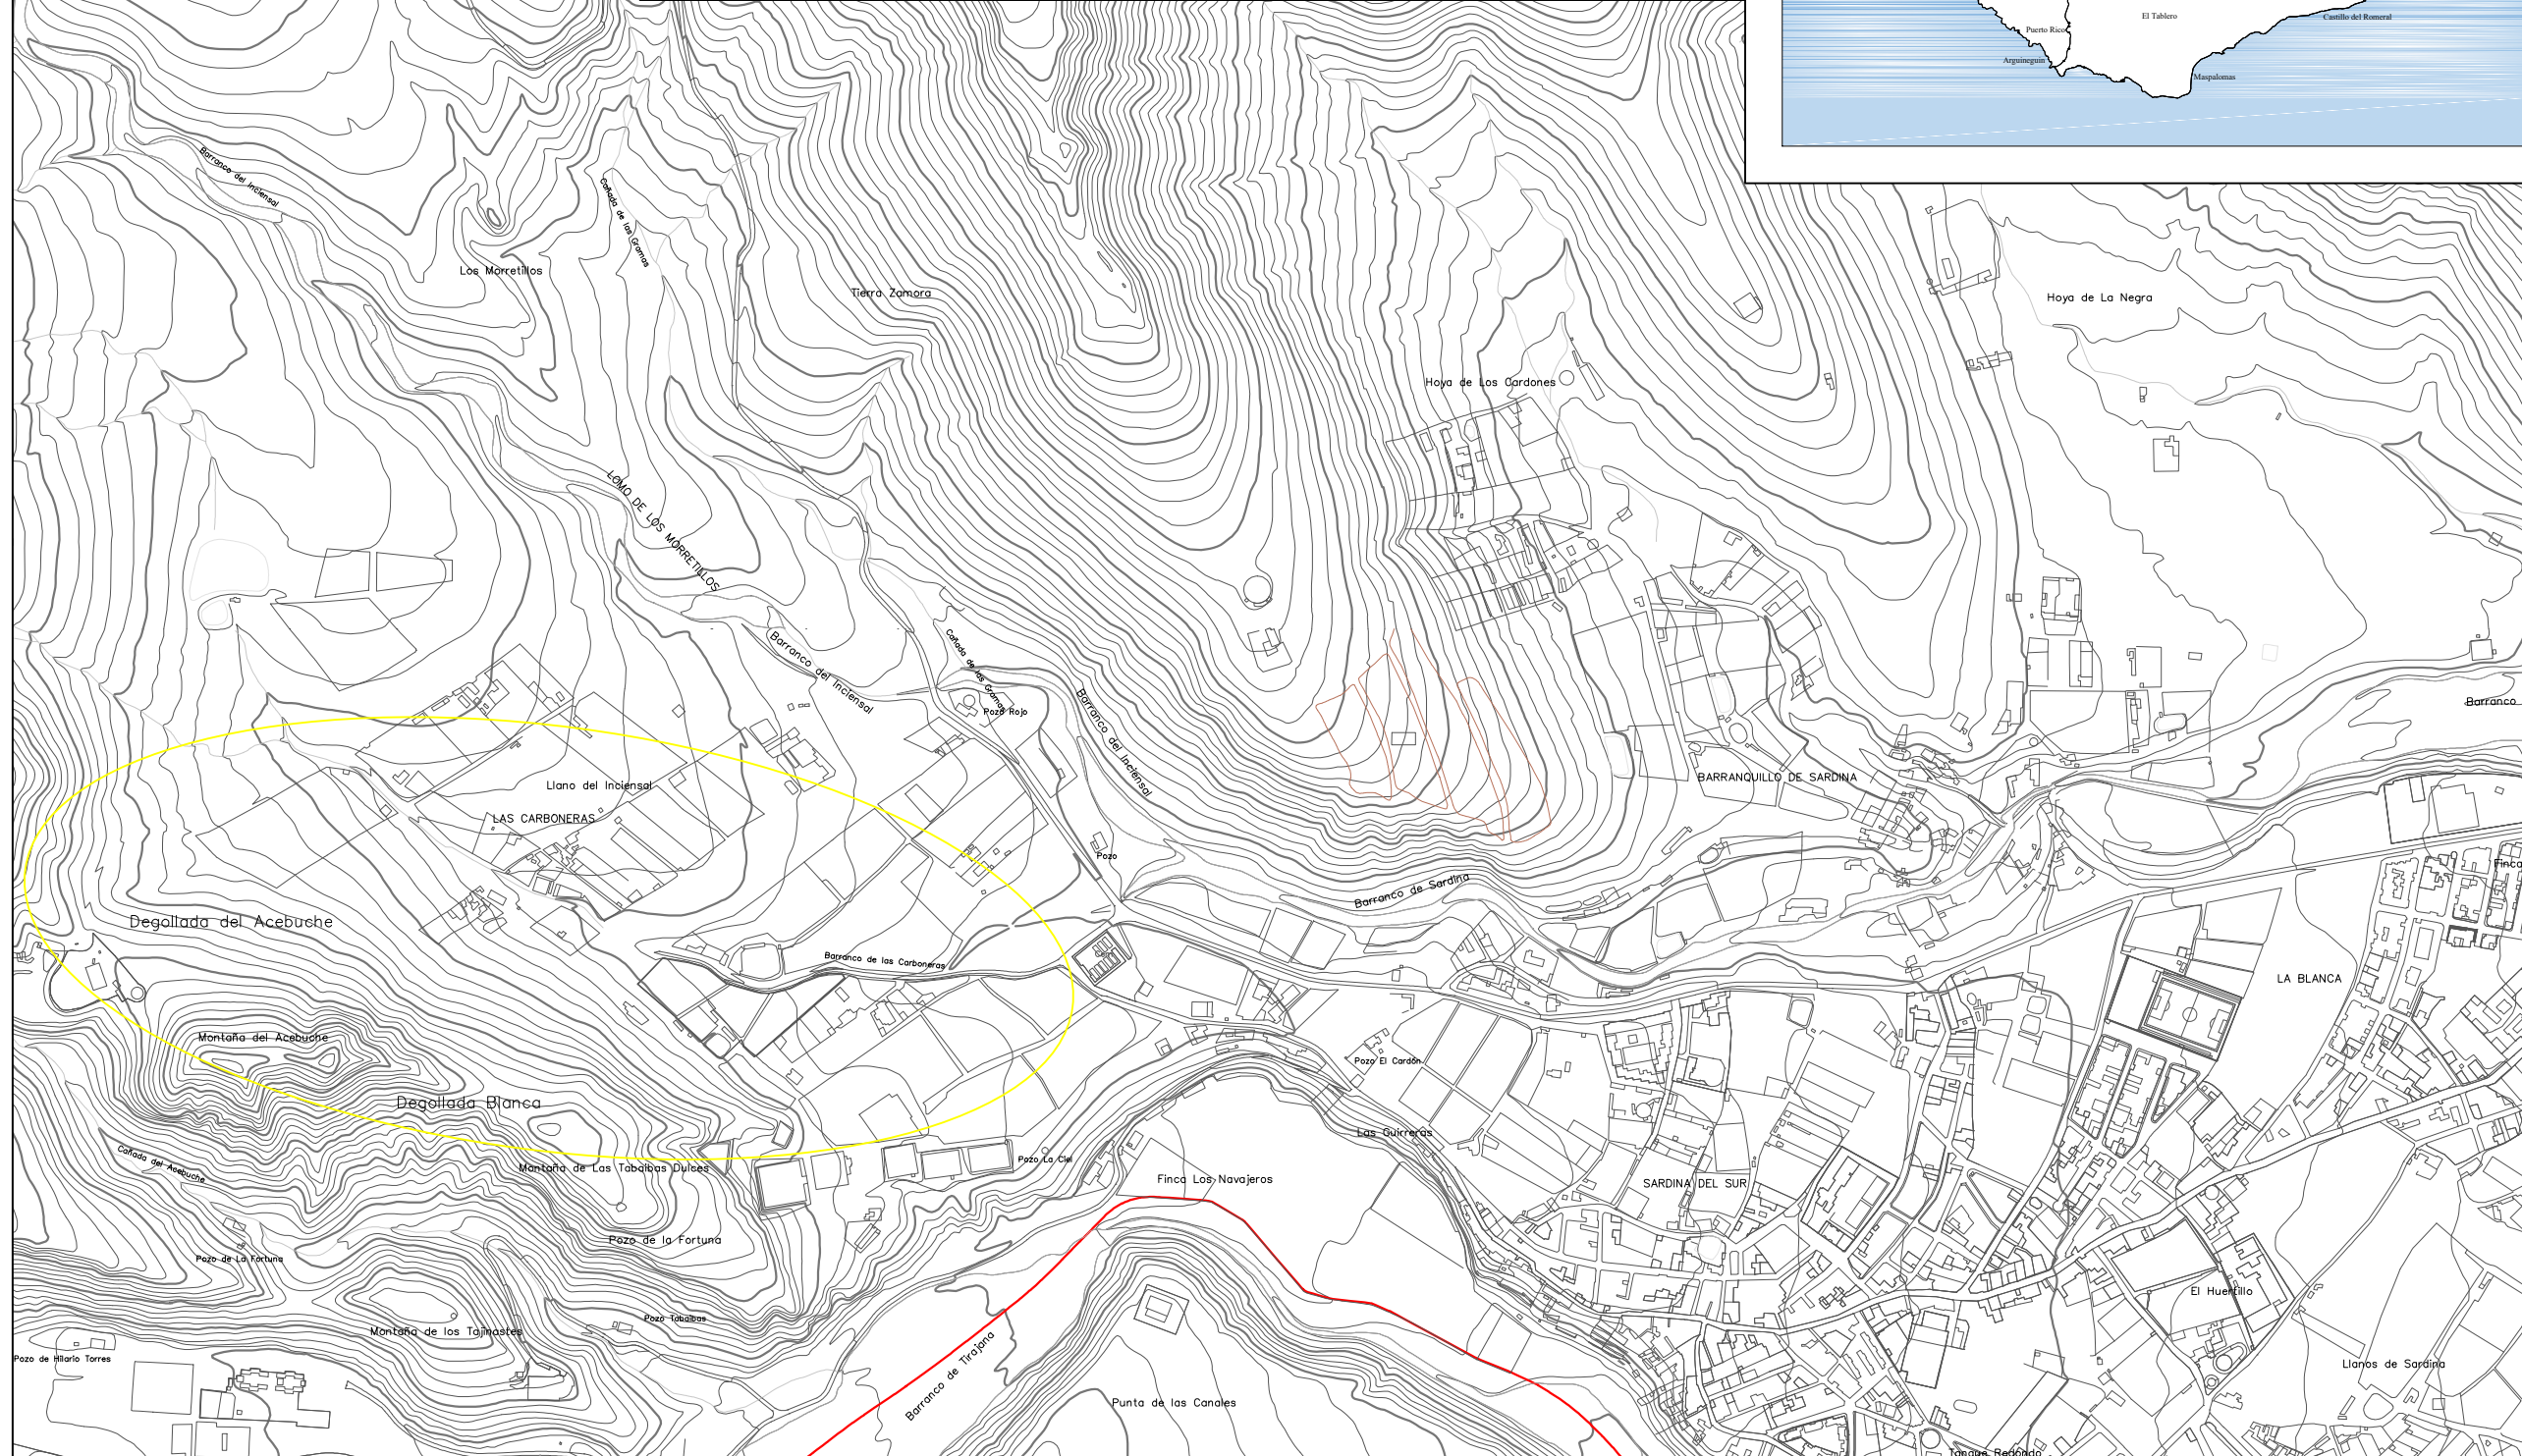 El Tablero
Castillo del Romeral
Puerto Rico
Arguineguín
Maspalomas
Barranco del Inciensal
Cañada de las Gramas
Los Morretillos
Tierra Zamora
Hoya de La Negra
Hoya de Los Cardones
LOMO DE LOS MORRETILLOS
Barranco del Inciensal
Cañada de las Gramas
Pozo Rojo
Barranco del Inciensal
Barranco
BARRANQUILLO DE SARDINA
Llano del Inciensal
LAS CARBONERAS
Pozo
Finca
Barranco de Sardina
Degollada del Acebuche
Barranco de las Carboneras
Cem
LA BLANCA
Montaña del Acebuche
Pozo El Cardón
Degollada Blanca
Las Guirreras
Cañada del Acebuche
Montaña de Las Tabaibas Dulces
Pozo La Ciel
Finca Los Navajeros
SARDINA DEL SUR
Pozo de la Fortuna
Pozo de La Fortuna
El Huertillo
Pozo Tabaibas
Montaña de los Tajinastes
Pozo de Hilario Torres
Barranco de Tirajana
Llanos de Sardina
Punta de las Canales
Tanque Redondo